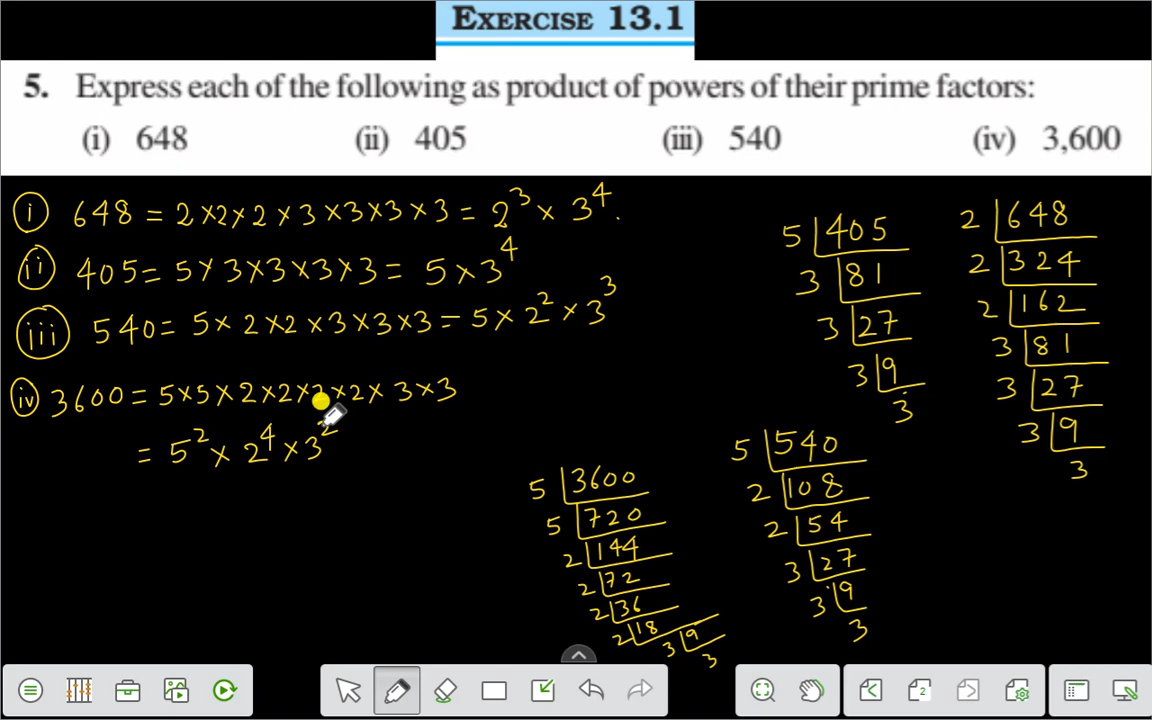 EXERCISE 13.1
5. Express each of the following as product of powers of their prime factors:
(i) 648 (ii) 405 (iii) 540 (iv) 3,600
(i) 648 = 2×2×2×3×3×3×3 = 2³ × 3⁴.
(ii) 405 = 5×3×3×3×3 = 5×3⁴
(iii) 540 = 5×2×2×3×3×3 = 5×2²×3³
(iv) 3600 = 5×5×2×2×2×2×3×3
= 5² × 2⁴ × 3²
5 | 405
3 | 81
3 | 27
3 | 9
3
2 | 648
2 | 324
2 | 162
3 | 81
3 | 27
3 | 9
3
5 | 3600
5 | 720
2 | 144
2 | 72
2 | 36
2 | 18
3 | 9
3
5 | 540
2 | 108
2 | 54
3 | 27
3 | 9
3
2